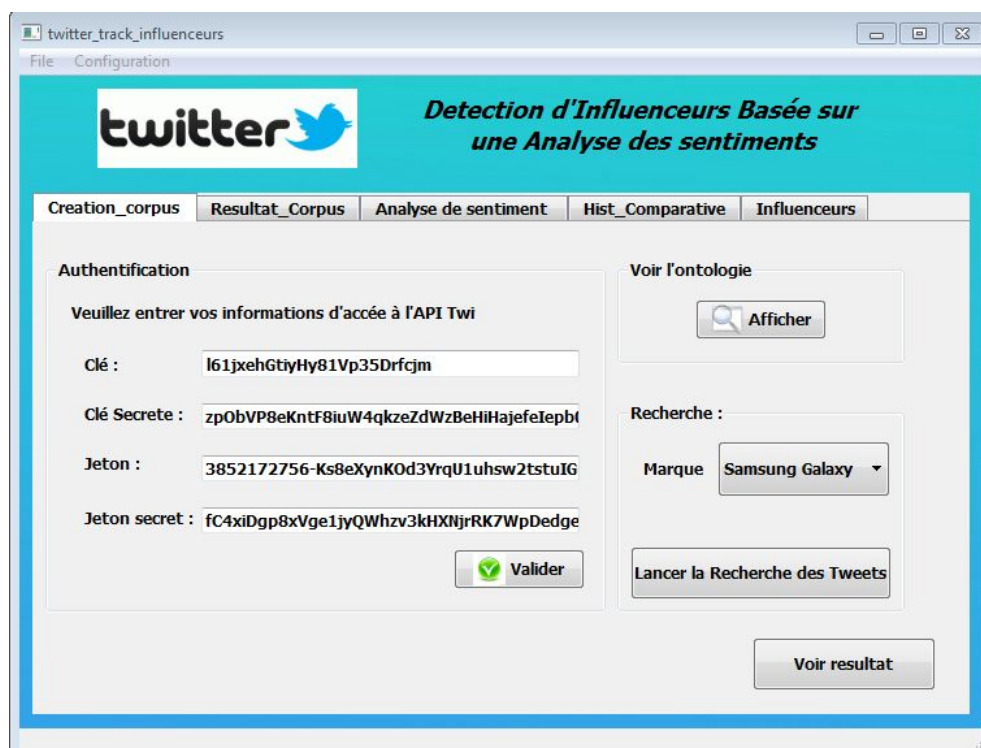 twitter_track_influenceurs
File Configuration
twitter
Detection d'Influenceurs Basée sur
une Analyse des sentiments
Creation_corpus Resultat_Corpus Analyse de sentiment Hist_Comparative Influenceurs
Authentification
Veuillez entrer vos informations d'accée à l'API Twi
Clé : l61jxehGtiyHy81Vp35Drfcjm
Clé Secrete : zpObVP8eKntF8iuW4qkzeZdWzBeHiHajefeIepb
Jeton : 3852172756-Ks8eXynKOd3YrqU1uhsw2tstuIG
Jeton secret : fC4xiDgp8xVge1jyQWhzv3kHXNjrRK7WpDedge
Valider
Voir l'ontologie
Afficher
Recherche :
Marque Samsung Galaxy
Lancer la Recherche des Tweets
Voir resultat